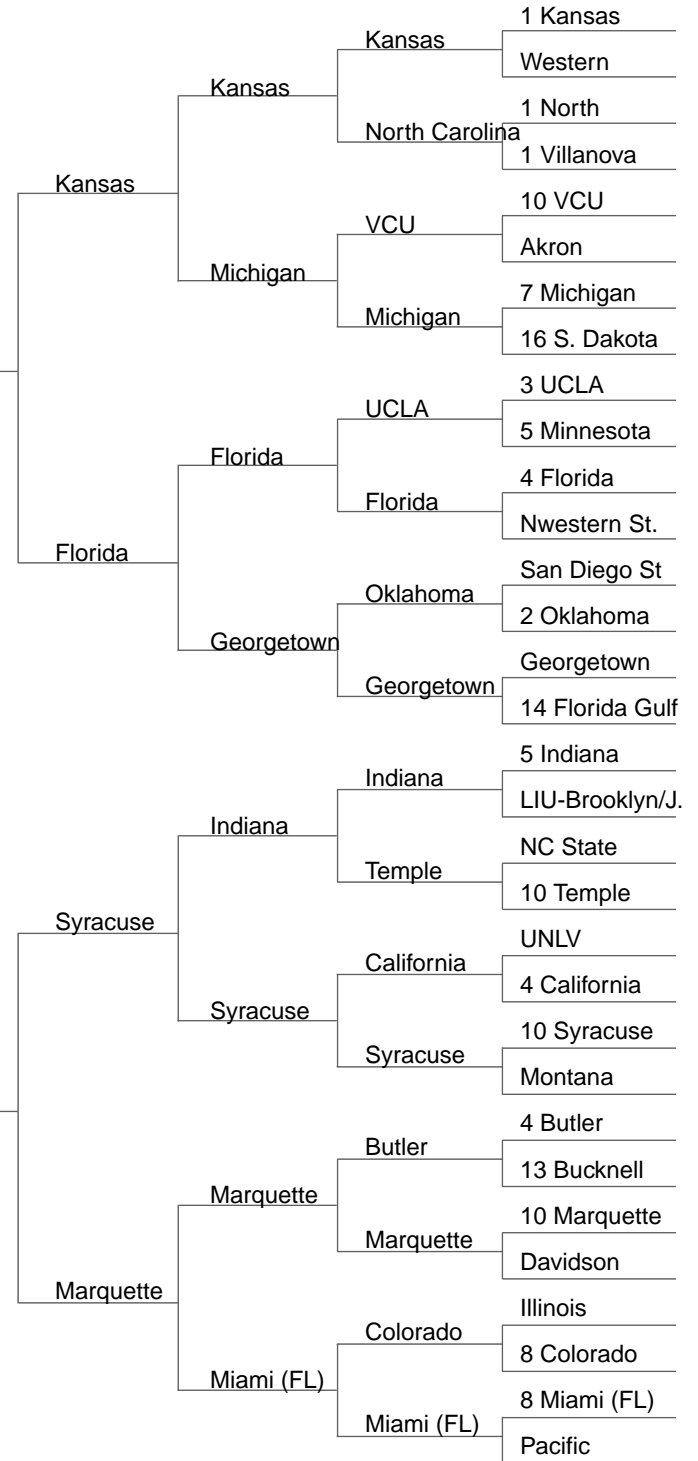 1 Kansas
Kansas
Western
Kansas
1 North
North Carolina
1 Villanova
Kansas
10 VCU
VCU
Akron
Michigan
7 Michigan
Michigan
16 S. Dakota
3 UCLA
UCLA
5 Minnesota
Florida
4 Florida
Florida
Nwestern St.
Florida
San Diego St
Oklahoma
2 Oklahoma
Georgetown
Georgetown
Georgetown
14 Florida Gulf
5 Indiana
Indiana
LIU-Brooklyn/J.
Indiana
NC State
Temple
10 Temple
Syracuse
UNLV
California
4 California
Syracuse
10 Syracuse
Syracuse
Montana
4 Butler
Butler
13 Bucknell
Marquette
10 Marquette
Marquette
Davidson
Marquette
Illinois
Colorado
8 Colorado
Miami (FL)
8 Miami (FL)
Miami (FL)
Pacific